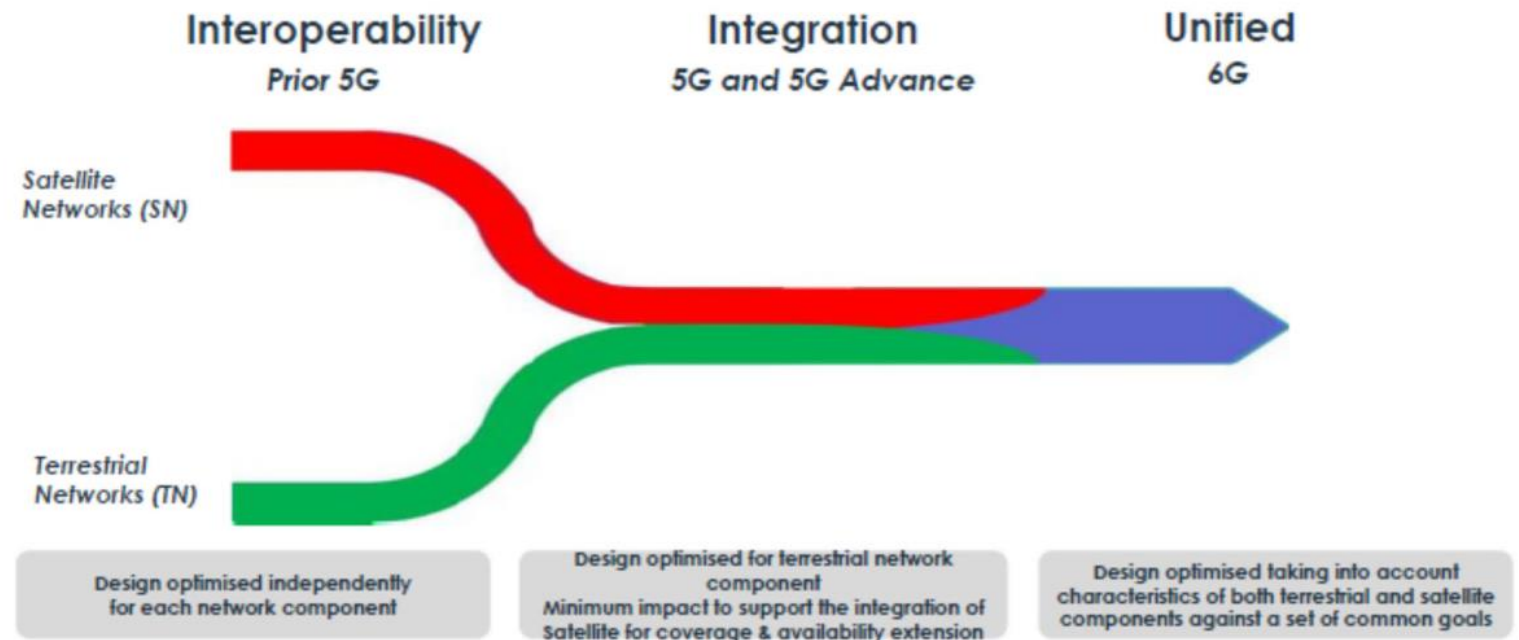 Interoperability
Prior 5G
Integration
5G and 5G Advance
Unified
6G
Satellite
Networks (SN)
Terrestrial
Networks (TN)
Design optimised independently
for each network component
Design optimised for terrestrial network
component
Minimum impact to support the integration of
Satellite for coverage & availability extension
Design optimised taking into account
characteristics of both terrestrial and satellite
components against a set of common goals